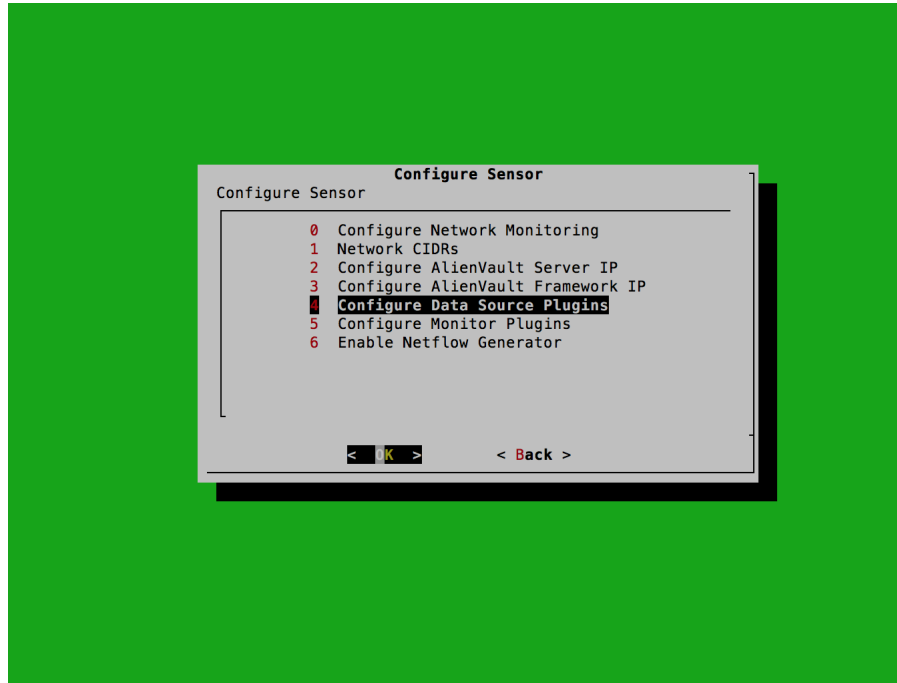 Configure Sensor
Configure Sensor
0 Configure Network Monitoring
1 Network CIDRs
2 Configure AlienVault Server IP
3 Configure AlienVault Framework IP
4 Configure Data Source Plugins
5 Configure Monitor Plugins
6 Enable Netflow Generator
< OK > < Back >